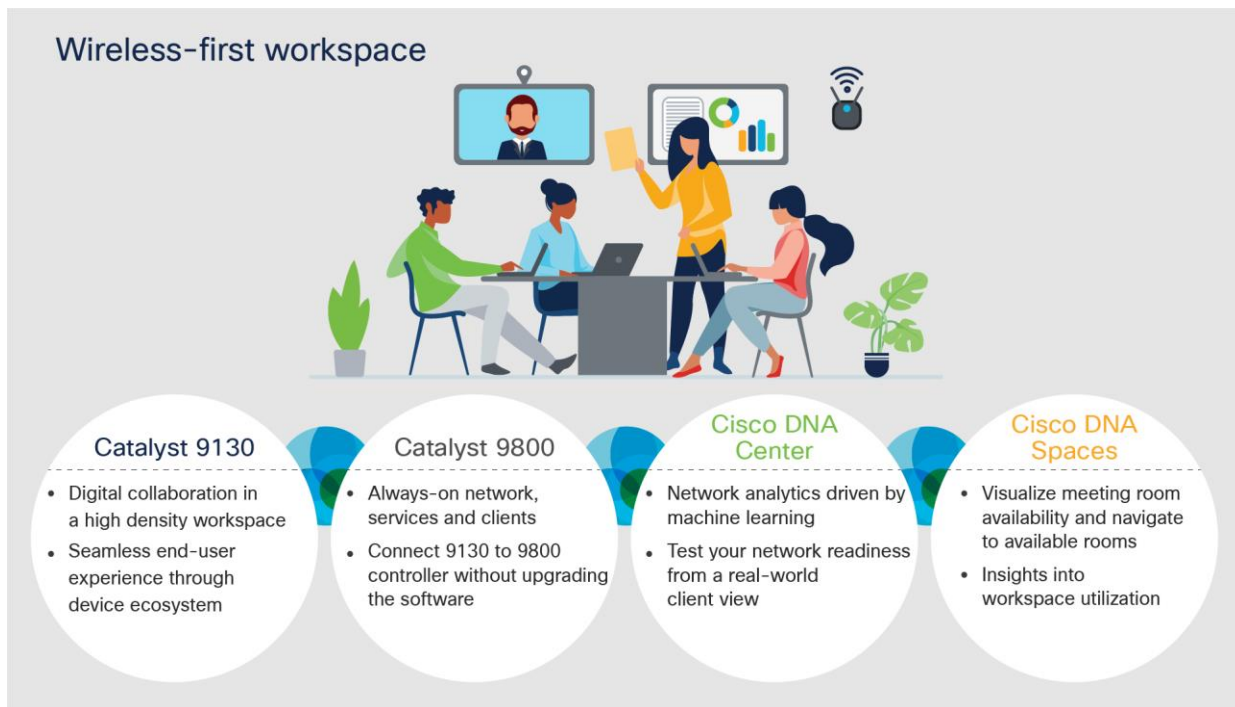 Wireless-first workspace
Catalyst 9130
• Digital collaboration in
a high density workspace
• Seamless end-user
experience through
device ecosystem
Catalyst 9800
• Always-on network,
services and clients
• Connect 9130 to 9800
controller without upgrading
the software
Cisco DNA
Center
• Network analytics driven by
machine learning
• Test your network readiness
from a real-world
client view
Cisco DNA
Spaces
• Visualize meeting room
availability and navigate
to available rooms
• Insights into
workspace utilization